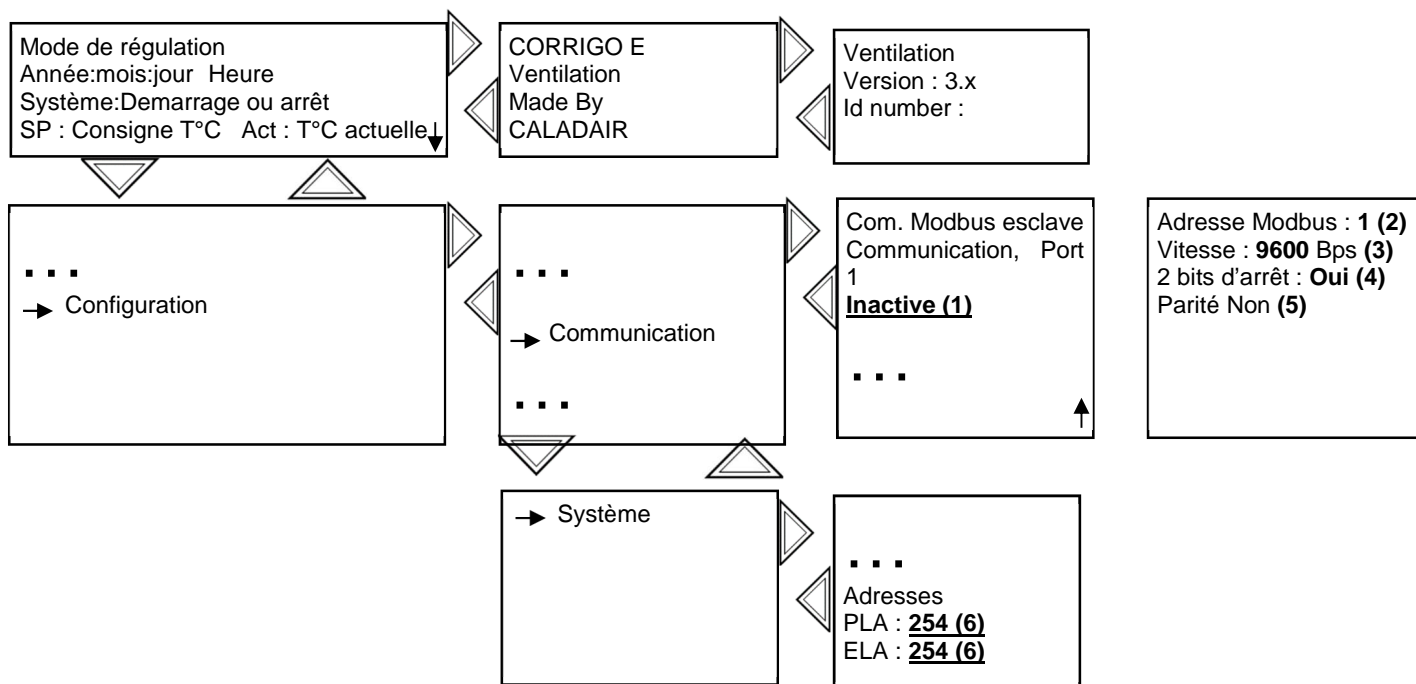 Mode de régulation
Année:mois:jour Heure
Système:Demarrage ou arrêt
SP : Consigne T°C Act : T°C actuelle
CORRIGO E
Ventilation
Made By
CALADAIR
Ventilation
Version : 3.x
Id number :
...
Configuration
...
Communication
...
Com. Modbus esclave
Communication, Port
1
Inactive (1)
...
Adresse Modbus : 1 (2)
Vitesse : 9600 Bps (3)
2 bits d'arrêt : Oui (4)
Parité Non (5)
Système
...
Adresses
PLA : 254 (6)
ELA : 254 (6)